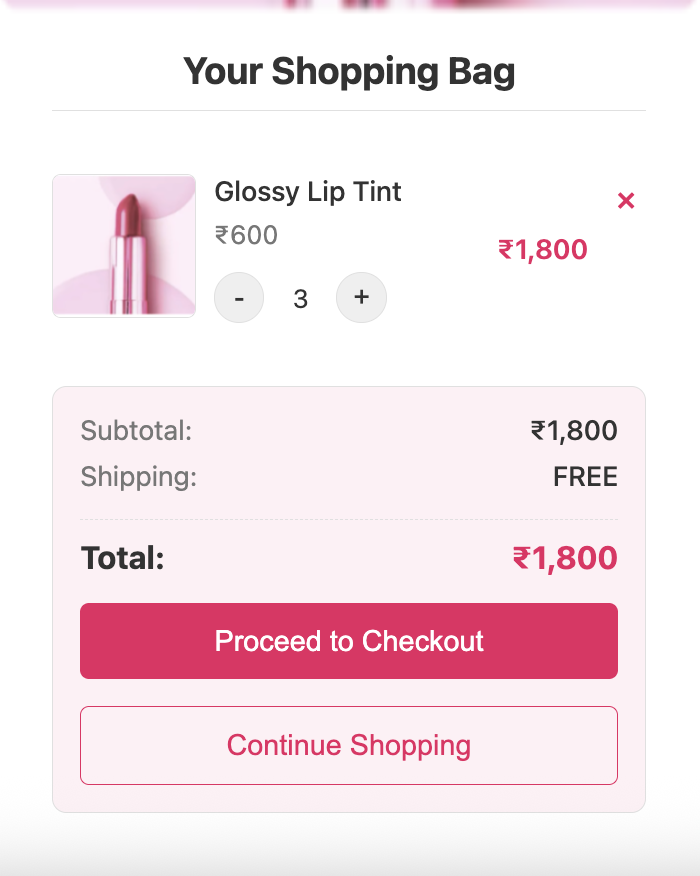 Your Shopping Bag
Glossy Lip Tint
×
₹600
₹1,800
- 3 +
Subtotal: ₹1,800
Shipping: FREE
Total: ₹1,800
Proceed to Checkout
Continue Shopping